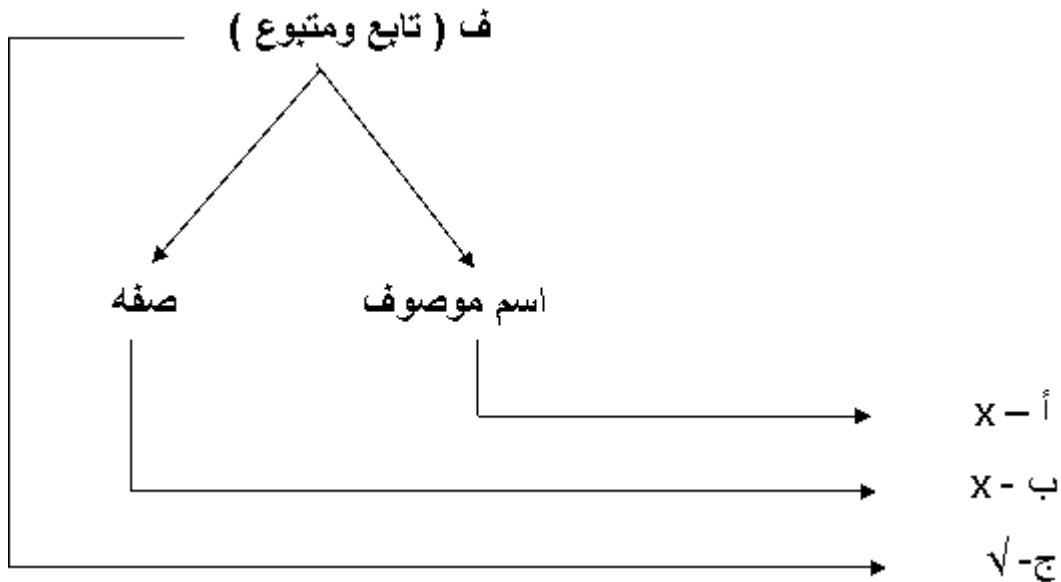 ف ( تابع ومتبوع )
اسم موصوف صفه
أ – x
ب - x
ج- √